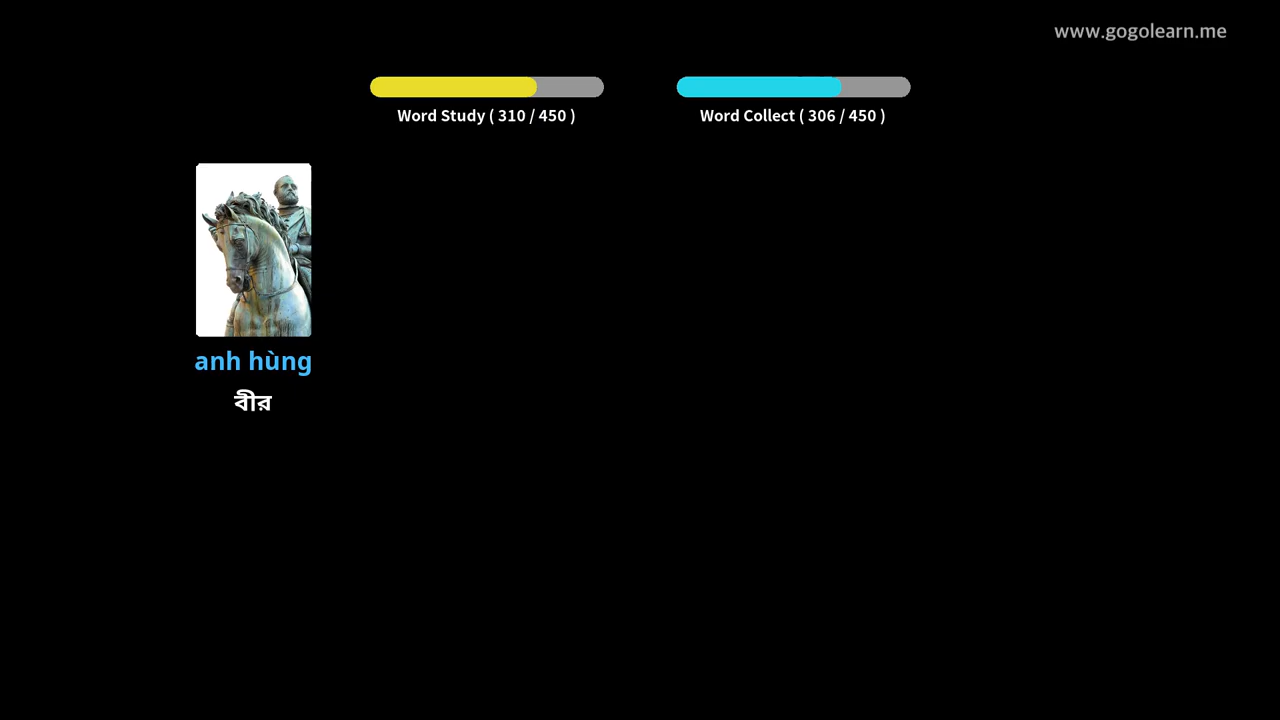 www.gogolearn.me
Word Study ( 310 / 450 )
Word Collect ( 306 / 450 )
anh hùng
বীর